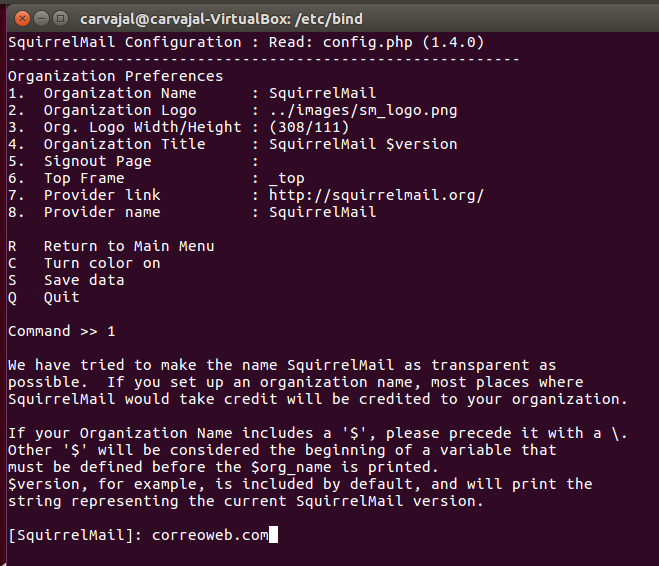 carvajal@carvajal-VirtualBox: /etc/bind
SquirrelMail Configuration : Read: config.php (1.4.0)
---------------------------------------------------------
Organization Preferences
1.  Organization Name      : SquirrelMail
2.  Organization Logo      : ../images/sm_logo.png
3.  Org. Logo Width/Height : (308/111)
4.  Organization Title     : SquirrelMail $version
5.  Signout Page           :
6.  Top Frame              : _top
7.  Provider link          : http://squirrelmail.org/
8.  Provider name          : SquirrelMail
R   Return to Main Menu
C   Turn color on
S   Save data
Q   Quit
Command >> 1
We have tried to make the name SquirrelMail as transparent as
possible.  If you set up an organization name, most places where
SquirrelMail would take credit will be credited to your organization.
If your Organization Name includes a '$', please precede it with a \.
Other '$' will be considered the beginning of a variable that
must be defined before the $org_name is printed.
$version, for example, is included by default, and will print the
string representing the current SquirrelMail version.
[SquirrelMail]: correoweb.com